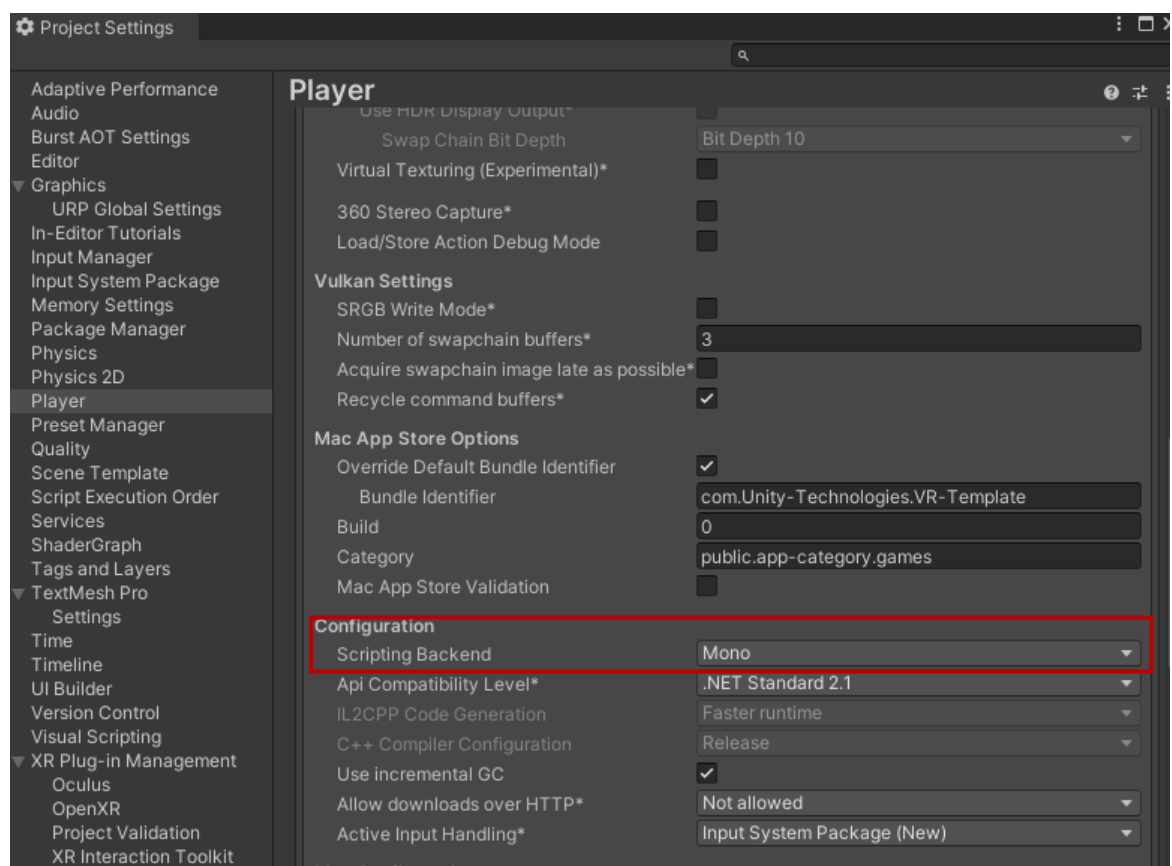 Project Settings
Adaptive Performance
Audio
Burst AOT Settings
Editor
Graphics
URP Global Settings
In-Editor Tutorials
Input Manager
Input System Package
Memory Settings
Package Manager
Physics
Physics 2D
Player
Preset Manager
Quality
Scene Template
Script Execution Order
Services
ShaderGraph
Tags and Layers
TextMesh Pro
Settings
Time
Timeline
UI Builder
Version Control
Visual Scripting
XR Plug-in Management
Oculus
OpenXR
Project Validation
XR Interaction Toolkit
Player
Use HDR Display Output*
Swap Chain Bit Depth Bit Depth 10
Virtual Texturing (Experimental)*
360 Stereo Capture*
Load/Store Action Debug Mode
Vulkan Settings
SRGB Write Mode*
Number of swapchain buffers* 3
Acquire swapchain image late as possible*
Recycle command buffers*
Mac App Store Options
Override Default Bundle Identifier
Bundle Identifier com.Unity-Technologies.VR-Template
Build 0
Category public.app-category.games
Mac App Store Validation
Configuration
Scripting Backend Mono
Api Compatibility Level* .NET Standard 2.1
IL2CPP Code Generation Faster runtime
C++ Compiler Configuration Release
Use incremental GC
Allow downloads over HTTP* Not allowed
Active Input Handling* Input System Package (New)